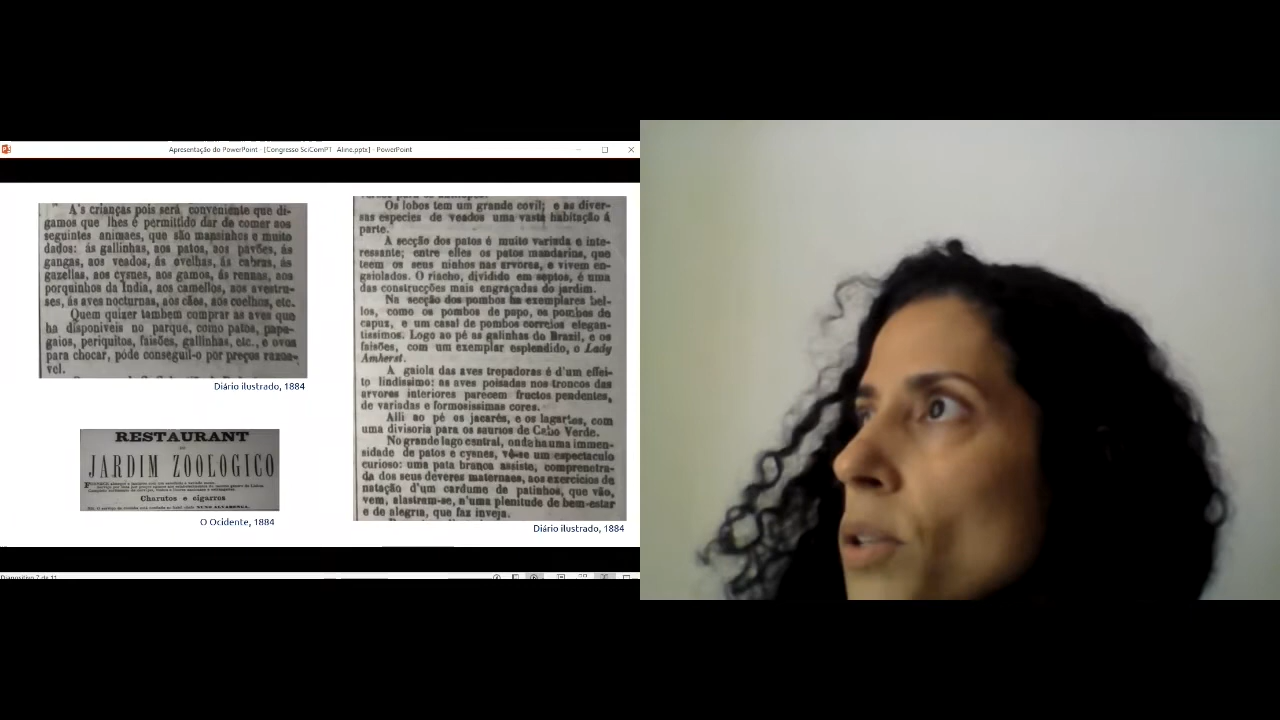 Apresentação do PowerPoint - [Congresso SciComPT Aline.pptx] - PowerPoint
A's crianças pois será conveniente que di-
gamos que lhes é permittido dar de comer aos
seguintes animaes, que são mansinhos e muito
dados: ás gallinhas, aos patos, aos pavões, ás
gangas, aos veados, ás ovelhas, ás cabras, ás
gazellas, aos cysnes, aos gamos, ás rennas, aos
porquinhos da India, aos camellos, aos avestru-
ses, ás aves nocturnas, aos cães, aos coelhos, etc.
Quem quizer tambem comprar as aves que
ha disponiveis no parque, como patos, papa-
gaios, periquitos, faisões, gallinhas, etc., e ovos
para chocar, póde conseguil-o por preços razoa-
vel.
Diário ilustrado, 1884
RESTAURANT
JARDIM ZOOLOGICO
Charutos e cigarros
O Ocidente, 1884
Os lobos tem um grande covil; e as diver-
sas especies de veados uma vasta habitação á
parte.
A secção dos patos é muito variada e inte-
ressante; entre elles os patos mandarins, que
teem os seus ninhos nas arvores, e vivem en-
gaiolados. O riacho, dividido em septos, é uma
das construcções mais engraçadas do jardim.
Na secção dos pombos ha exemplares bel-
los, como os pombos de papo, os pombos de
capuz, e um casal de pombos correios elegan-
tissimos. Logo ao pé as galinhas do Brazil, e os
faisões, com um exemplar esplendido, o Lady
Amherst.
A gaiola das aves trepadoras é d'um effei-
to lindissimo: as aves poisadas nos troncos das
arvores interiores parecem fructos pendentes,
de variadas e formosissimas cores.
Alli ao pé os jacarés, e os lagartos, com
uma divisoria para os saurios de Cabo Verde.
No grande lago central, onde ha uma immen-
sidade de patos e cysnes, vê-se um espectaculo
curioso: uma pata branca assiste, compenetra-
da dos seus deveres maternaes, aos exercicios de
natação d'um cardume de patinhos, que vão,
vem, alastram-se, n'uma plenitude de bem-estar
e de alegria, que faz inveja.
Diário ilustrado, 1884
Diapositivo 7 de 11